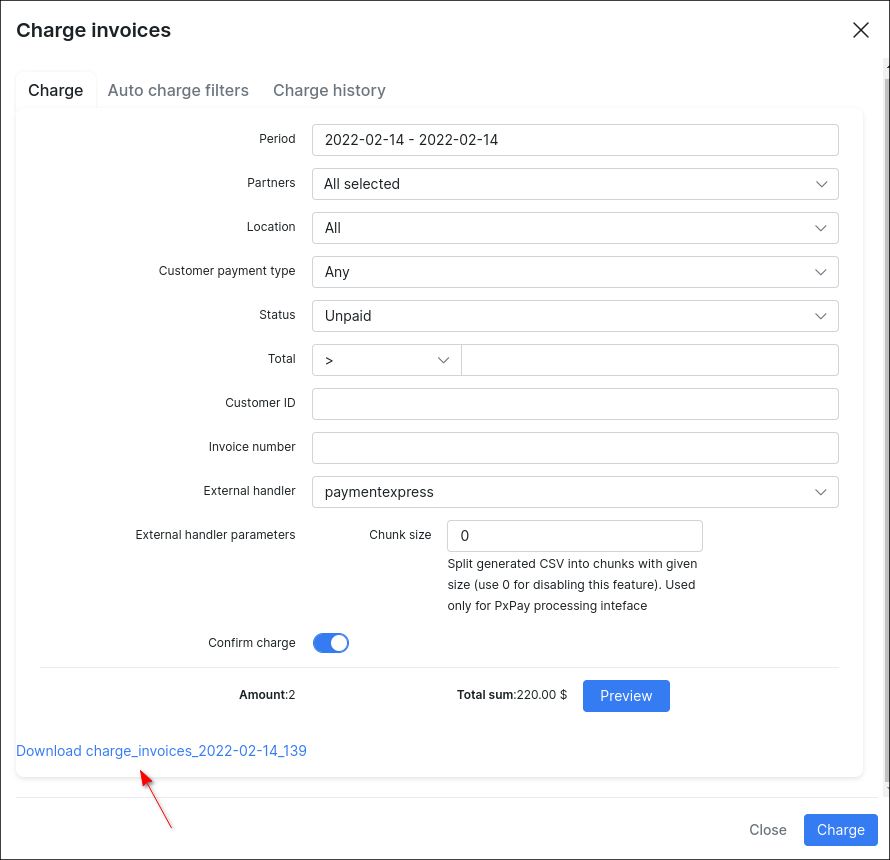 Charge invoices
Charge Auto charge filters Charge history
Period 2022-02-14 - 2022-02-14
Partners All selected
Location All
Customer payment type Any
Status Unpaid
Total >
Customer ID
Invoice number
External handler paymentexpress
External handler parameters Chunk size 0
Split generated CSV into chunks with given
size (use 0 for disabling this feature). Used
only for PxPay processing inteface
Confirm charge
Amount:2 Total sum:220.00 $ Preview
Download charge_invoices_2022-02-14_139
Close Charge